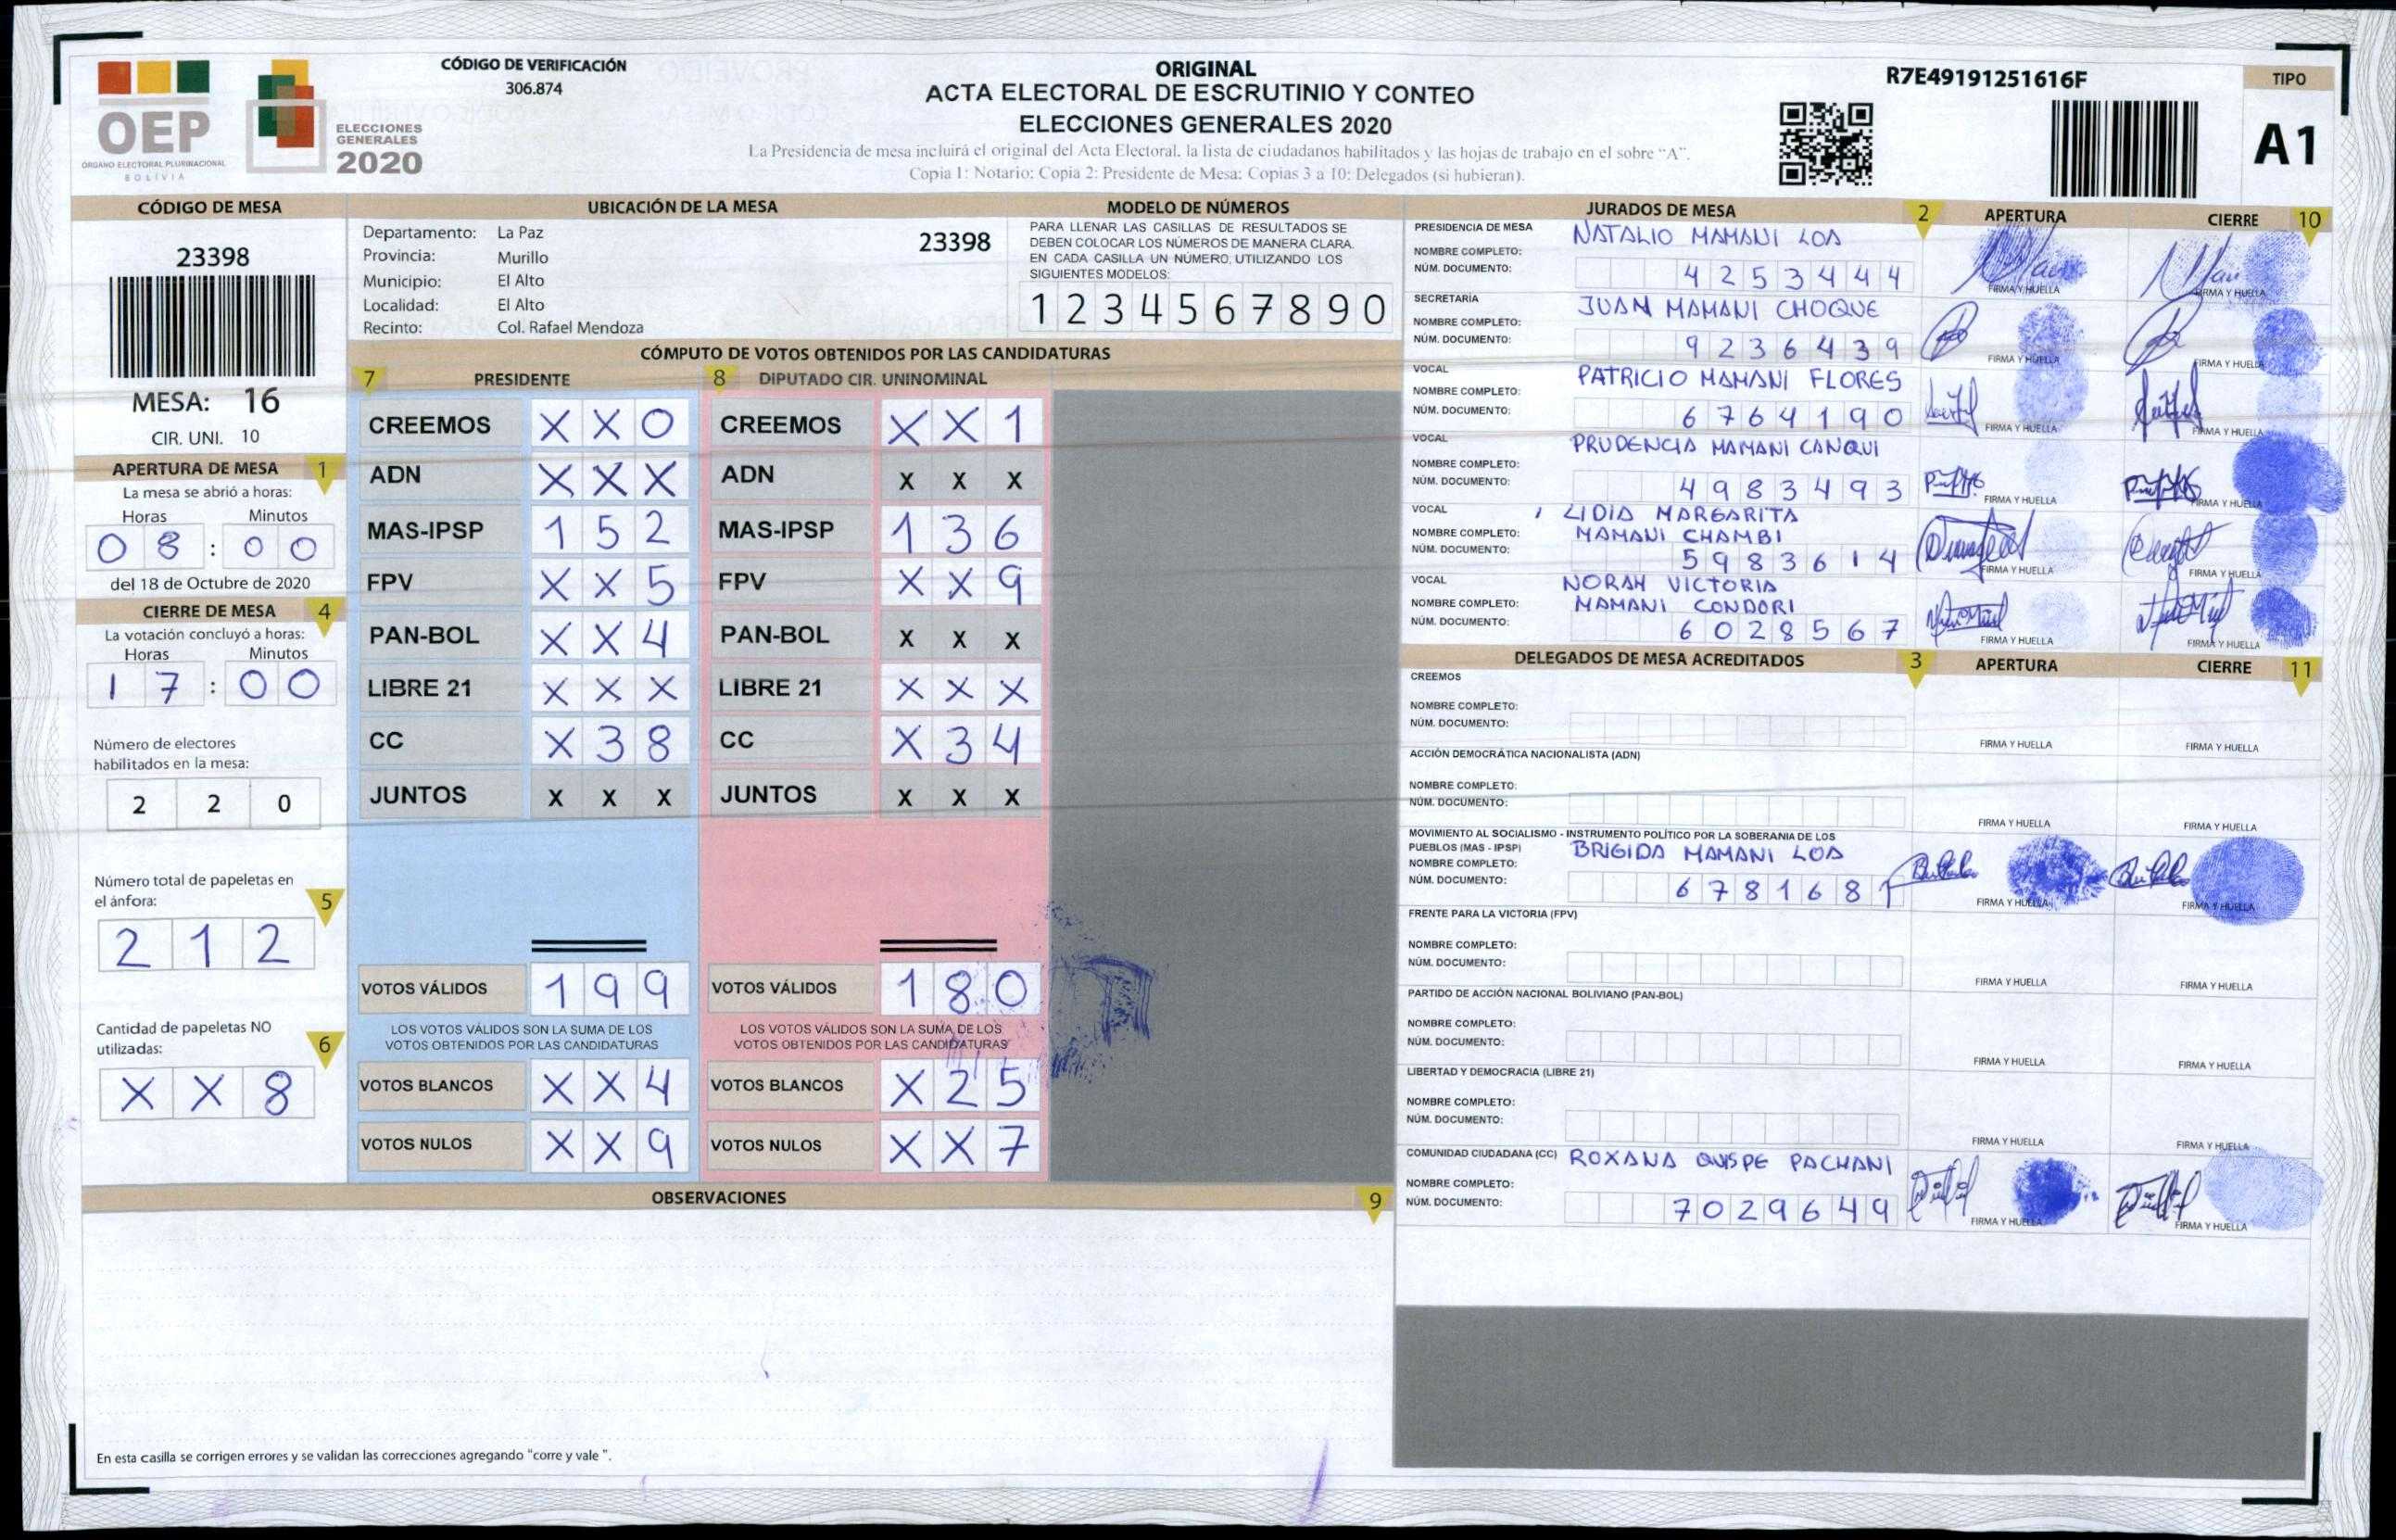 OEP
ÓRGANO ELECTORAL PLURINACIONAL
BOLIVIA
ELECCIONES
GENERALES
2020
CÓDIGO DE VERIFICACIÓN
306.874
ORIGINAL
ACTA ELECTORAL DE ESCRUTINIO Y CONTEO
ELECCIONES GENERALES 2020
La Presidencia de mesa incluirá el original del Acta Electoral, la lista de ciudadanos habilitados y las hojas de trabajo en el sobre "A".
Copia 1: Notario; Copia 2: Presidente de Mesa; Copias 3 a 10: Delegados (si hubieran).
R7E49191251616F
TIPO
A1
CÓDIGO DE MESA
23398
MESA: 16
CIR. UNI. 10
APERTURA DE MESA 1
La mesa se abrió a horas:
Horas Minutos
08 : 00
del 18 de Octubre de 2020
CIERRE DE MESA 4
La votación concluyó a horas:
Horas Minutos
17 : 00
Número de electores
habilitados en la mesa:
2 2 0
Número total de papeletas en
el ánfora: 5
2 1 2
Cantidad de papeletas NO
utilizadas: 6
X X 8
UBICACIÓN DE LA MESA
Departamento: La Paz 23398
Provincia: Murillo
Municipio: El Alto
Localidad: El Alto
Recinto: Col. Rafael Mendoza
MODELO DE NÚMEROS
PARA LLENAR LAS CASILLAS DE RESULTADOS SE
DEBEN COLOCAR LOS NÚMEROS DE MANERA CLARA.
EN CADA CASILLA UN NÚMERO, UTILIZANDO LOS
SIGUIENTES MODELOS:
1 2 3 4 5 6 7 8 9 0
CÓMPUTO DE VOTOS OBTENIDOS POR LAS CANDIDATURAS
7 PRESIDENTE
CREEMOS X X 0
ADN X X X
MAS-IPSP 1 5 2
FPV X X 5
PAN-BOL X X 4
LIBRE 21 X X X
CC X 3 8
JUNTOS X X X
VOTOS VÁLIDOS 1 9 9
LOS VOTOS VÁLIDOS SON LA SUMA DE LOS
VOTOS OBTENIDOS POR LAS CANDIDATURAS
VOTOS BLANCOS X X 4
VOTOS NULOS X X 9
8 DIPUTADO CIR. UNINOMINAL
CREEMOS X X 1
ADN X X X
MAS-IPSP 1 3 6
FPV X X 9
PAN-BOL X X X
LIBRE 21 X X X
CC X 3 4
JUNTOS X X X
VOTOS VÁLIDOS 1 8 0
LOS VOTOS VÁLIDOS SON LA SUMA DE LOS
VOTOS OBTENIDOS POR LAS CANDIDATURAS
VOTOS BLANCOS X 2 5
VOTOS NULOS X X 7
OBSERVACIONES 9
En esta casilla se corrigen errores y se validan las correcciones agregando "corre y vale ".
JURADOS DE MESA 2 APERTURA CIERRE 10
PRESIDENCIA DE MESA
NOMBRE COMPLETO: NATALIO MAMANI LOA
NÚM. DOCUMENTO: 4253444
FIRMA Y HUELLA FIRMA Y HUELLA
SECRETARÍA
NOMBRE COMPLETO: JUAN MAMANI CHOQUE
NÚM. DOCUMENTO: 9236439
FIRMA Y HUELLA FIRMA Y HUELLA
VOCAL
NOMBRE COMPLETO: PATRICIO MAMANI FLORES
NÚM. DOCUMENTO: 6764190
FIRMA Y HUELLA FIRMA Y HUELLA
VOCAL
NOMBRE COMPLETO: PRUDENCIA MAMANI CANQUI
NÚM. DOCUMENTO: 4983493
FIRMA Y HUELLA FIRMA Y HUELLA
VOCAL LIDIA MARGARITA
NOMBRE COMPLETO: MAMANI CHAMBI
NÚM. DOCUMENTO: 5983614
FIRMA Y HUELLA FIRMA Y HUELLA
VOCAL NORAH VICTORIA
NOMBRE COMPLETO: MAMANI CONDORI
NÚM. DOCUMENTO: 6028567
FIRMA Y HUELLA FIRMA Y HUELLA
DELEGADOS DE MESA ACREDITADOS 3 APERTURA CIERRE 11
CREEMOS
NOMBRE COMPLETO:
NÚM. DOCUMENTO:
FIRMA Y HUELLA FIRMA Y HUELLA
ACCIÓN DEMOCRÁTICA NACIONALISTA (ADN)
NOMBRE COMPLETO:
NÚM. DOCUMENTO:
FIRMA Y HUELLA FIRMA Y HUELLA
MOVIMIENTO AL SOCIALISMO - INSTRUMENTO POLÍTICO POR LA SOBERANIA DE LOS
PUEBLOS (MAS - IPSP)
NOMBRE COMPLETO: BRIGIDA MAMANI LOA
NÚM. DOCUMENTO: 6781681
FIRMA Y HUELLA FIRMA Y HUELLA
FRENTE PARA LA VICTORIA (FPV)
NOMBRE COMPLETO:
NÚM. DOCUMENTO:
FIRMA Y HUELLA FIRMA Y HUELLA
PARTIDO DE ACCIÓN NACIONAL BOLIVIANO (PAN-BOL)
NOMBRE COMPLETO:
NÚM. DOCUMENTO:
FIRMA Y HUELLA FIRMA Y HUELLA
LIBERTAD Y DEMOCRACIA (LIBRE 21)
NOMBRE COMPLETO:
NÚM. DOCUMENTO:
FIRMA Y HUELLA FIRMA Y HUELLA
COMUNIDAD CIUDADANA (CC)
NOMBRE COMPLETO: ROXANA QUISPE PACHANI
NÚM. DOCUMENTO: 7029649
FIRMA Y HUELLA FIRMA Y HUELLA